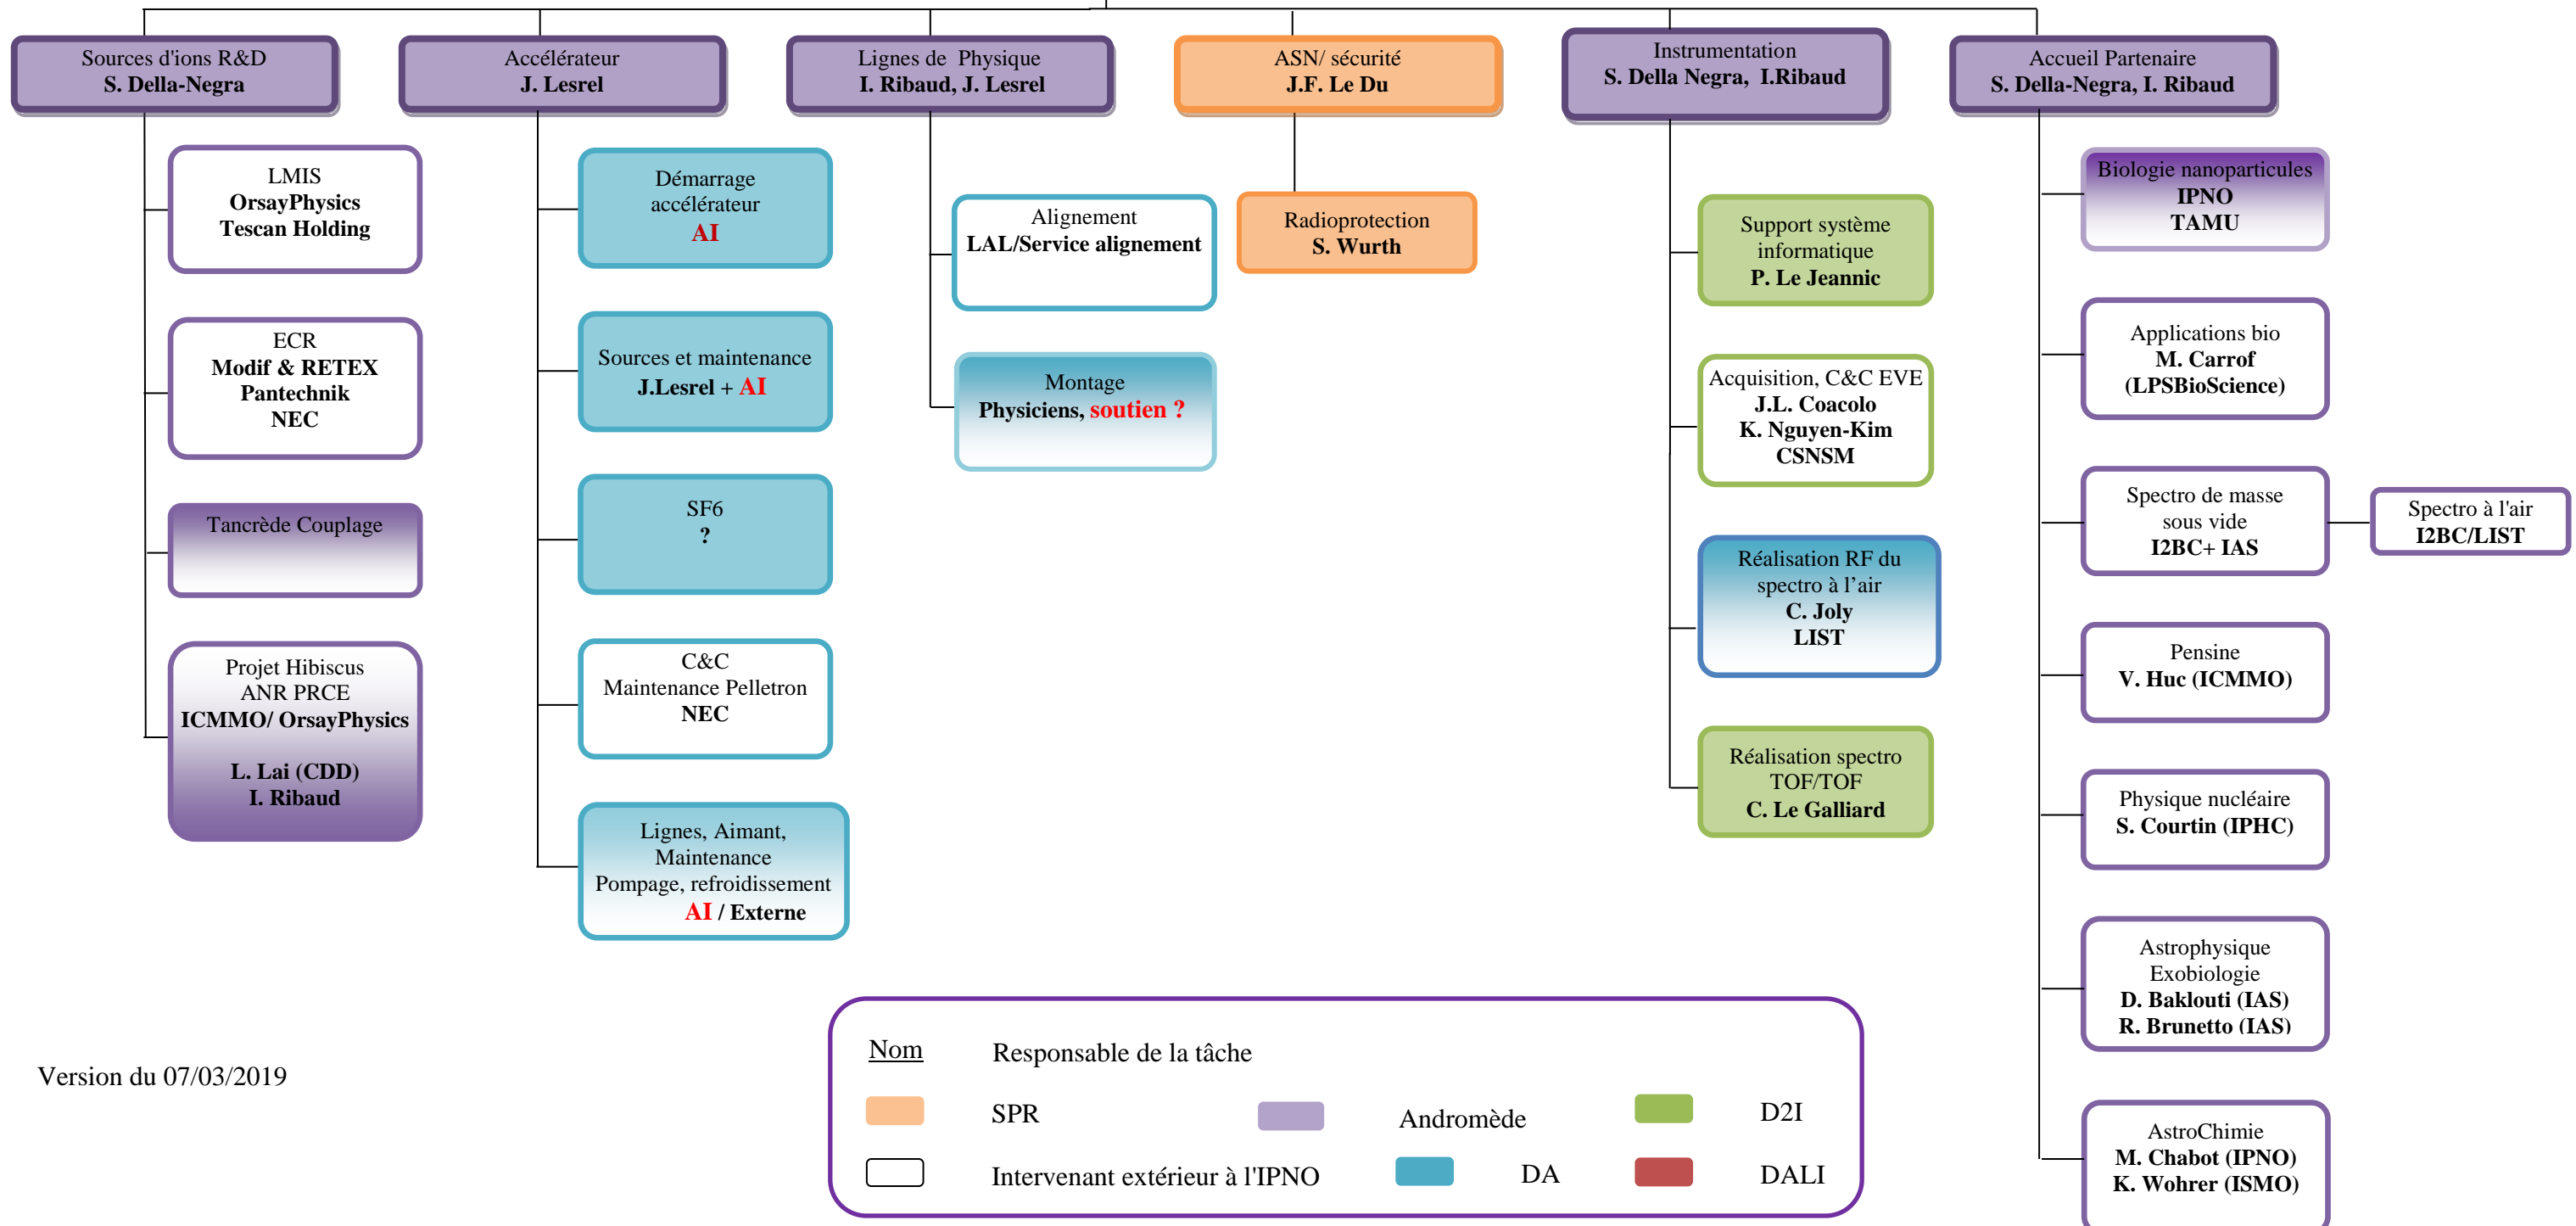 Sources d'ions R&D
S. Della-Negra
Accélérateur
J. Lesrel
Lignes de Physique
I. Ribaud, J. Lesrel
ASN/ sécurité
J.F. Le Du
Instrumentation
S. Della Negra, I.Ribaud
Accueil Partenaire
S. Della-Negra, I. Ribaud
LMIS
OrsayPhysics
Tescan Holding
ECR
Modif & RETEX
Pantechnik
NEC
Tancrède Couplage
Projet Hibiscus
ANR PRCE
ICMMO/ OrsayPhysics
L. Lai (CDD)
I. Ribaud
Démarrage
accélérateur
AI
Sources et maintenance
J.Lesrel + AI
SF6
?
C&C
Maintenance Pelletron
NEC
Lignes, Aimant,
Maintenance
Pompage, refroidissement
AI / Externe
Alignement
LAL/Service alignement
Montage
Physiciens, soutien ?
Radioprotection
S. Wurth
Support système
informatique
P. Le Jeannic
Acquisition, C&C EVE
J.L. Coacolo
K. Nguyen-Kim
CSNSM
Réalisation RF du
spectro à l’air
C. Joly
LIST
Réalisation spectro
TOF/TOF
C. Le Galliard
Biologie nanoparticules
IPNO
TAMU
Applications bio
M. Carrof
(LPSBioScience)
Spectro de masse
sous vide
I2BC+ IAS
Spectro à l'air
I2BC/LIST
Pensine
V. Huc (ICMMO)
Physique nucléaire
S. Courtin (IPHC)
Astrophysique
Exobiologie
D. Baklouti (IAS)
R. Brunetto (IAS)
AstroChimie
M. Chabot (IPNO)
K. Wohrer (ISMO)
Version du 07/03/2019
Nom Responsable de la tâche
SPR Andromède D2I
Intervenant extérieur à l'IPNO DA DALI